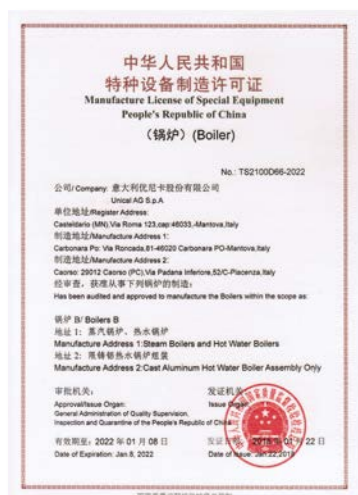 中华人民共和国
特种设备制造许可证
Manufacture License of Special Equipment
People's Republic of China
（锅炉）(Boiler)
No.: TS2100D66-2022
公司/ Company: 意大利优尼卡股份有限公司
Unical AG S.p.A
单位地址/Register Address:
Casteldario (MN),Via Roma 123,cap:46033,-Mantova,Italy
制造地址/Manufacture Address 1:
Carbonara Po: Via Roncada,81-46020 Carbonara PO-Mantova,Italy
制造地址/Manufacture Address 2:
Caorso: 29012 Caorso (PC),Via Padana Inferiore,52/C-Piacenza,Italy
经审查，获准从事下列锅炉的制造:
Has been audited and approved to manufacture the Boilers within the scope as:
锅炉 B/ Boilers B
地址 1: 蒸汽锅炉、热水锅炉
Manufacture Address 1:Steam Boilers and Hot Water Boilers
地址 2: 限铸铝热水锅炉组装
Manufacture Address 2:Cast Aluminum Hot Water Boiler Assembly Only
审批机关:
发证机关
Approval/Issue Organ:
Issue Organ:
General Administration of Quality Supervision,
Inspection and Quarantine of the People's Republic of China
有效期至: 2022 年 01 月 08 日
发证日期: 2018 年 01 月 22 日
Date of Expiration: Jan.8, 2022
Date of Issue: Jan.22,2018